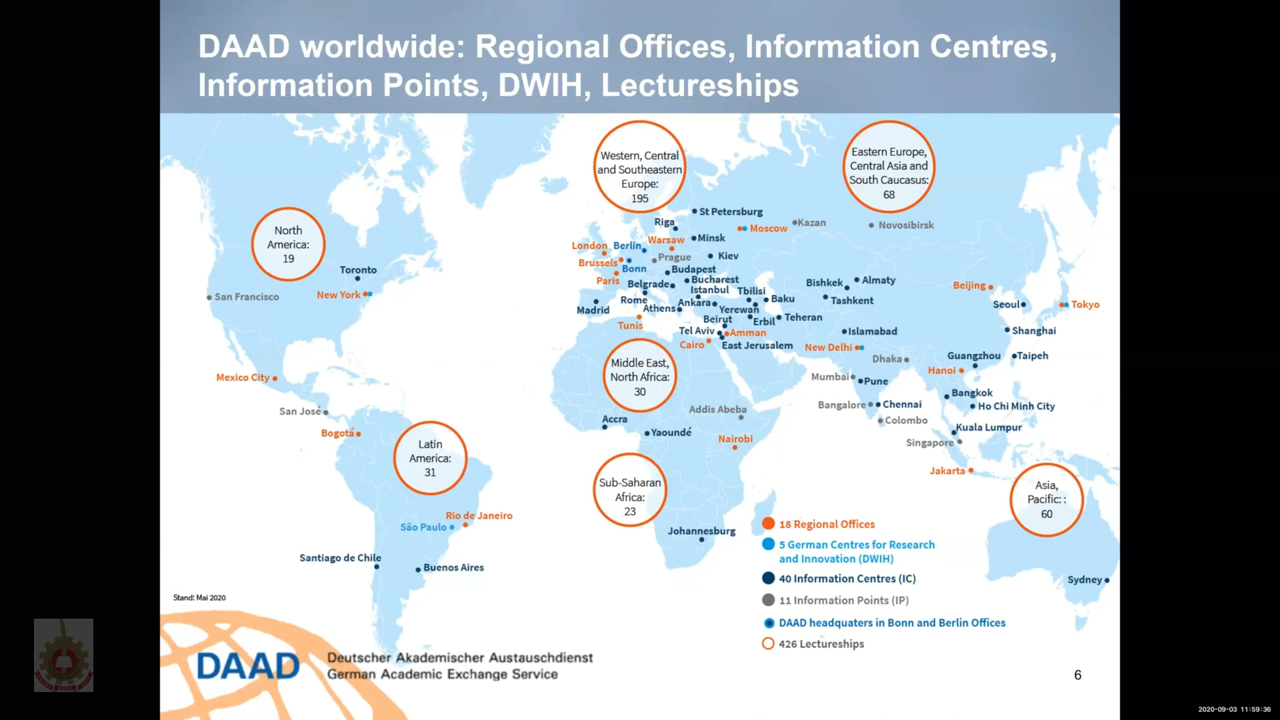 DAAD worldwide: Regional Offices, Information Centres,
Information Points, DWIH, Lectureships
Western, Central
and Southeastern
Europe:
195
Eastern Europe,
Central Asia and
South Caucasus:
68
North
America:
19
St Petersburg
Riga
Kazan
Novosibirsk
Moscow
London
Berlin
Warsaw
Minsk
Brussels
Prague
Kiev
Toronto
Bonn
Budapest
Paris
Belgrade
Bucharest
Bishkek
Almaty
Beijing
New York
San Francisco
Istanbul
Tbilisi
Rome
Ankara
Baku
Tashkent
Seoul
Tokyo
Madrid
Athens
Yerewan
Tunis
Beirut
Erbil
Teheran
Tel Aviv
Amman
Islamabad
Shanghai
Cairo
East Jerusalem
New Delhi
Dhaka
Guangzhou
Taipeh
Middle East,
North Africa:
30
Hanoi
Mexico City
Mumbai
Pune
Bangkok
San José
Addis Abeba
Bangalore
Chennai
Ho Chi Minh City
Accra
Colombo
Bogotá
Yaoundé
Kuala Lumpur
Nairobi
Singapore
Latin
America:
31
Jakarta
Sub-Saharan
Africa:
23
Asia,
Pacific: :
60
Rio de Janeiro
São Paulo
Johannesburg
Santiago de Chile
Buenos Aires
Sydney
18 Regional Offices
5 German Centres for Research
and Innovation (DWIH)
40 Information Centres (IC)
11 Information Points (IP)
DAAD headquaters in Bonn and Berlin Offices
426 Lectureships
Stand: Mai 2020
DAAD
Deutscher Akademischer Austauschdienst
German Academic Exchange Service
6
2020-09-03 11:59:36